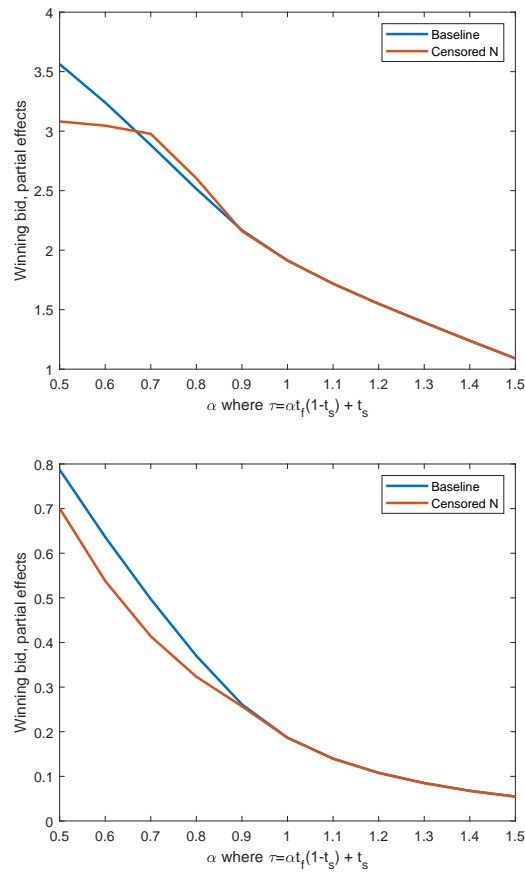 Baseline
Censored N
4
3.5
3
2.5
2
1.5
1
Winning bid, partial effects
0.5 0.6 0.7 0.8 0.9 1 1.1 1.2 1.3 1.4 1.5
α where τ=αt_f(1-t_s) + t_s
Baseline
Censored N
0.8
0.7
0.6
0.5
0.4
0.3
0.2
0.1
0
Winning bid, partial effects
0.5 0.6 0.7 0.8 0.9 1 1.1 1.2 1.3 1.4 1.5
α where τ=αt_f(1-t_s) + t_s